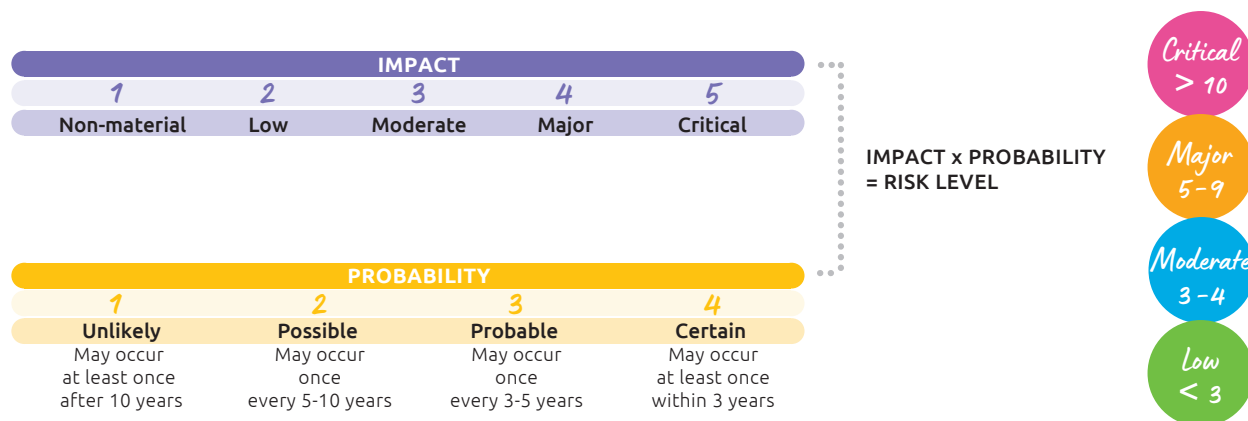 IMPACT
1 2 3 4 5
Non-material Low Moderate Major Critical
IMPACT x PROBABILITY
= RISK LEVEL
PROBABILITY
1 2 3 4
Unlikely Possible Probable Certain
May occur May occur May occur May occur
at least once once once at least once
after 10 years every 5-10 years every 3-5 years within 3 years
Critical
> 10
Major
5-9
Moderate
3-4
Low
< 3